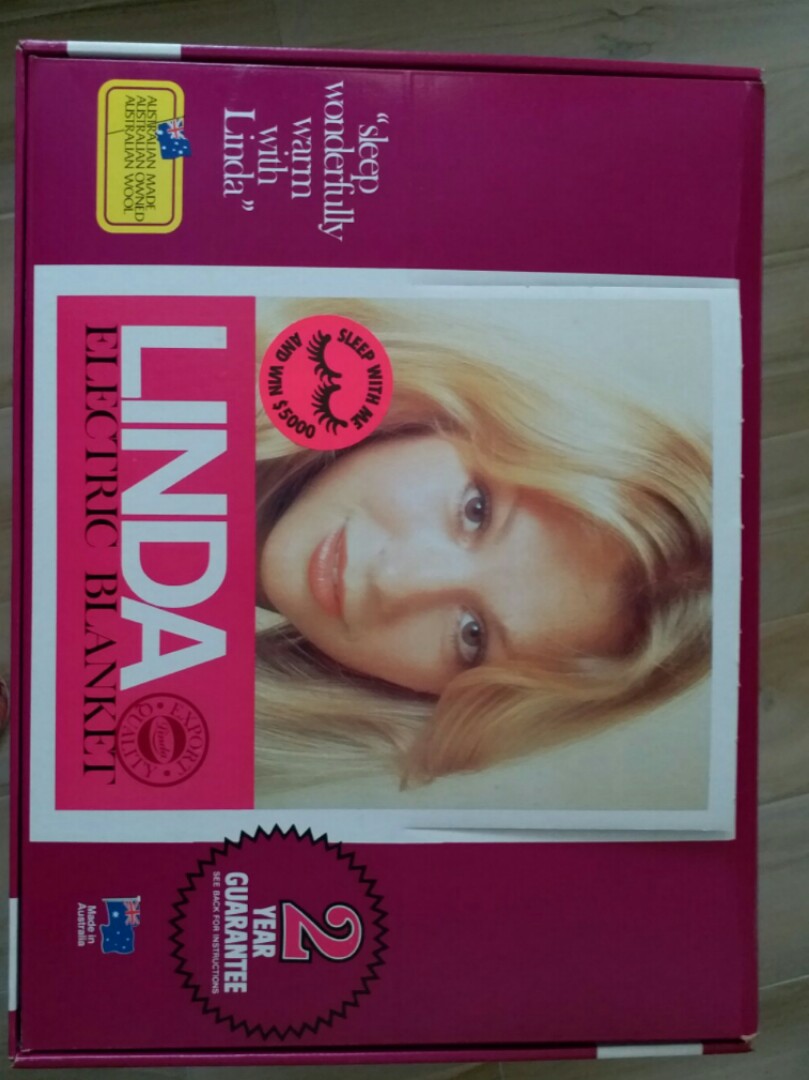 “sleep
wonderfully
warm
with
Linda”
AUSTRALIAN MADE
AUSTRALIAN OWNED
AUSTRALIAN WOOL
SLEEP WITH ME
AND WIN $5000
LINDA
ELECTRIC BLANKET
EXPORT
Linda
QUALITY
2
YEAR
GUARANTEE
SEE BACK FOR INSTRUCTIONS
Made in
Australia